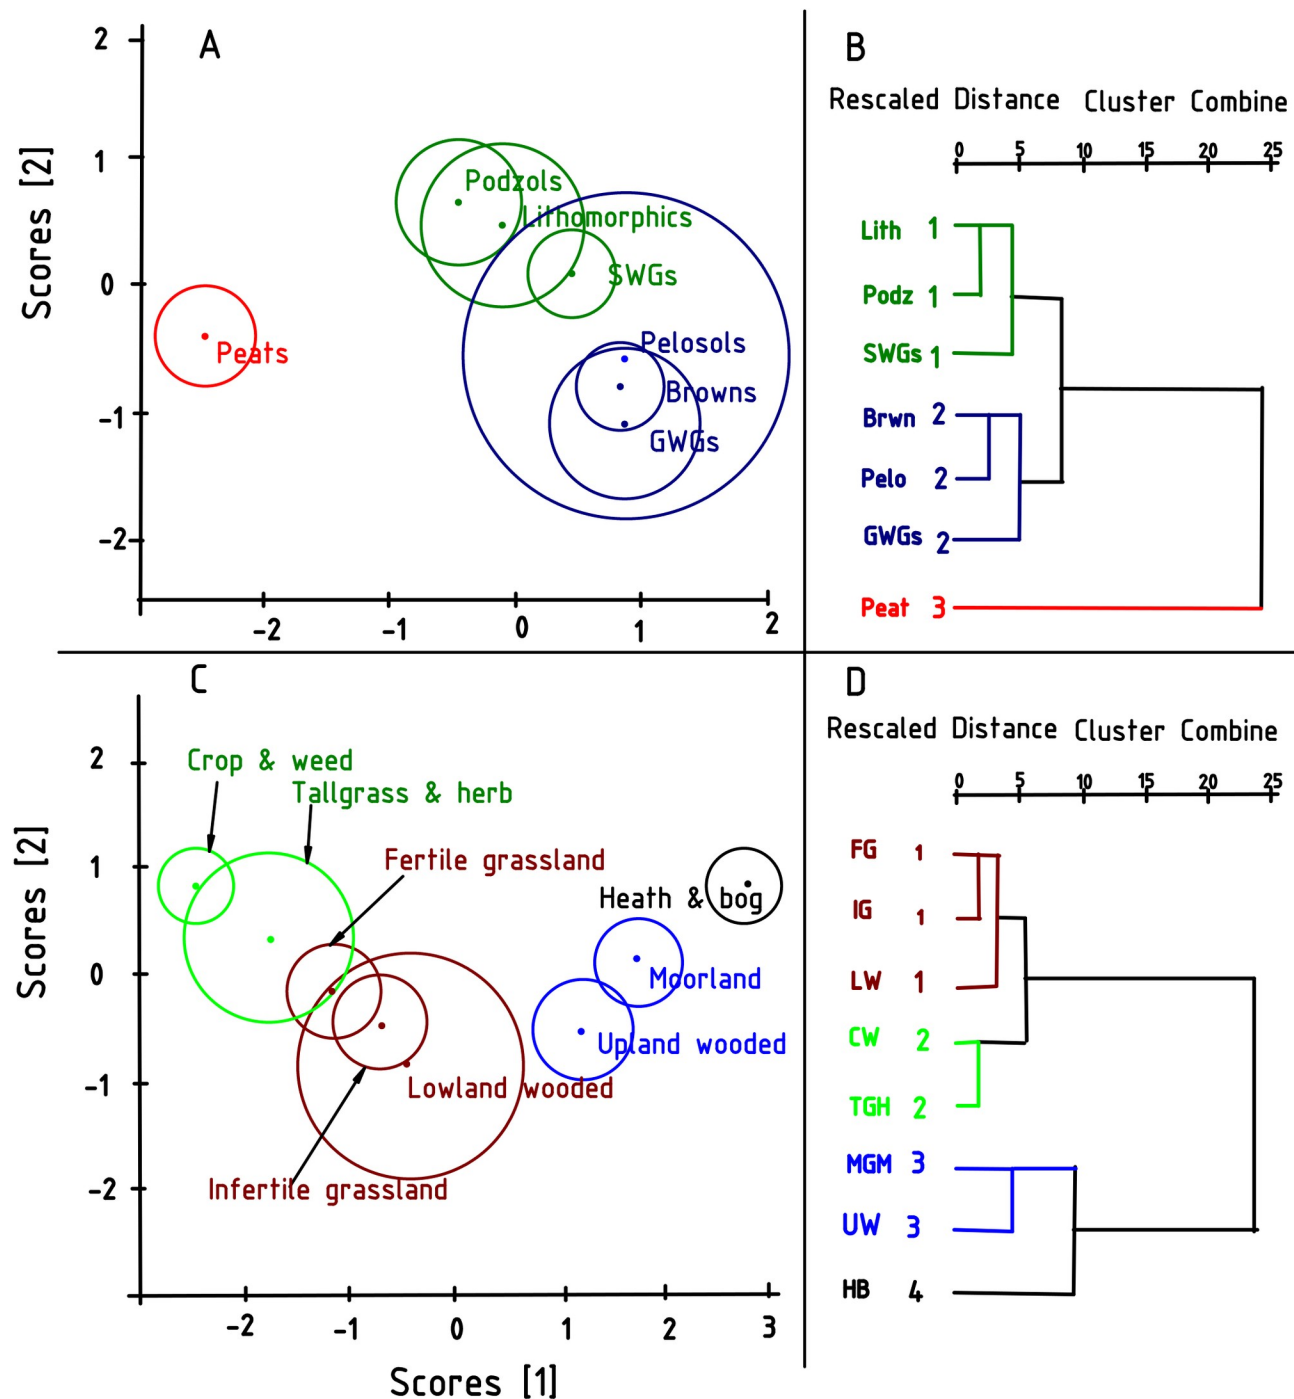 A
2
1
0
-1
-2
Scores [2]
Podzols
Lithomorphics
SWGs
Peats
Pelosols
Browns
GWGs
-2 -1 0 1 2
B
Rescaled Distance Cluster Combine
0 5 10 15 20 25
Lith 1
Podz 1
SWGs 1
Brwn 2
Pelo 2
GWGs 2
Peat 3
C
2
1
0
-1
-2
Scores [2]
Crop & weed
Tallgrass & herb
Fertile grassland
Heath & bog
Moorland
Upland wooded
Lowland wooded
Infertile grassland
-2 -1 0 1 2 3
Scores [1]
D
Rescaled Distance Cluster Combine
0 5 10 15 20 25
FG 1
IG 1
LW 1
CW 2
TGH 2
MGM 3
UW 3
HB 4